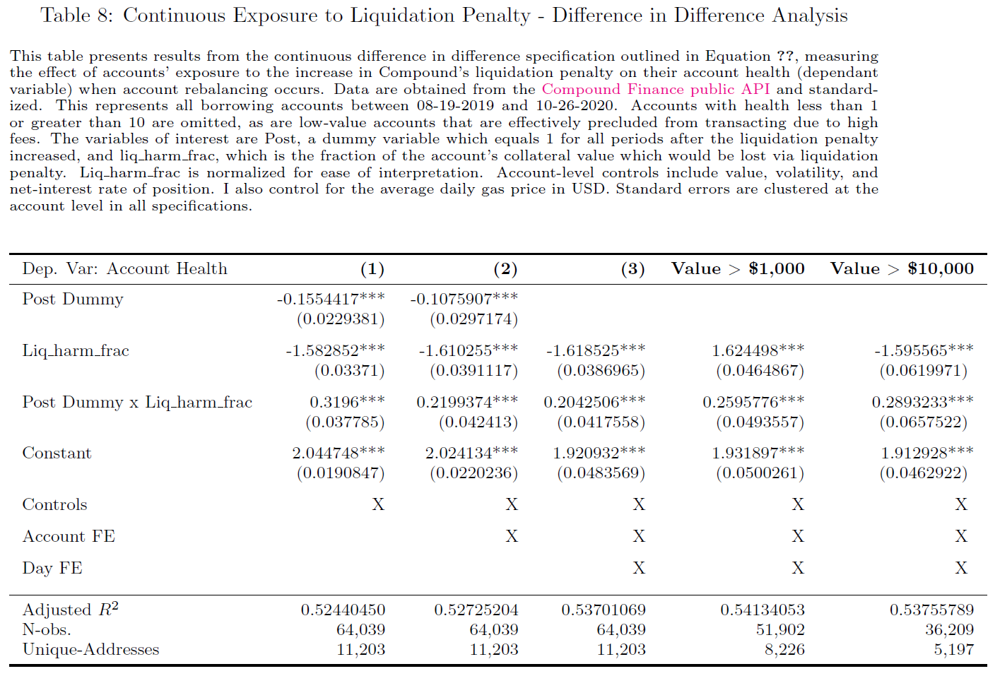 Table 8: Continuous Exposure to Liquidation Penalty - Difference in Difference Analysis
This table presents results from the continuous difference in difference specification outlined in Equation ??, measuring
the effect of accounts' exposure to the increase in Compound's liquidation penalty on their account health (dependant
variable) when account rebalancing occurs. Data are obtained from the Compound Finance public API and standard-
ized. This represents all borrowing accounts between 08-19-2019 and 10-26-2020. Accounts with health less than 1
or greater than 10 are omitted, as are low-value accounts that are effectively precluded from transacting due to high
fees. The variables of interest are Post, a dummy variable which equals 1 for all periods after the liquidation penalty
increased, and liq_harm_frac, which is the fraction of the account's collateral value which would be lost via liquidation
penalty. Liq_harm_frac is normalized for ease of interpretation. Account-level controls include value, volatility, and
net-interest rate of position. I also control for the average daily gas price in USD. Standard errors are clustered at the
account level in all specifications.
Dep. Var: Account Health (1) (2) (3) Value > $1,000 Value > $10,000
Post Dummy -0.1554417*** -0.1075907***
(0.0229381) (0.0297174)
Liq_harm_frac -1.582852*** -1.610255*** -1.618525*** 1.624498*** -1.595565***
(0.03371) (0.0391117) (0.0386965) (0.0464867) (0.0619971)
Post Dummy x Liq_harm_frac 0.3196*** 0.2199374*** 0.2042506*** 0.2595776*** 0.2893233***
(0.037785) (0.042413) (0.0417558) (0.0493557) (0.0657522)
Constant 2.044748*** 2.024134*** 1.920932*** 1.931897*** 1.912928***
(0.0190847) (0.0220236) (0.0483569) (0.0500261) (0.0462922)
Controls X X X X X
Account FE X X X X
Day FE X X X
Adjusted R² 0.52440450 0.52725204 0.53701069 0.54134053 0.53755789
N-obs. 64,039 64,039 64,039 51,902 36,209
Unique-Addresses 11,203 11,203 11,203 8,226 5,197